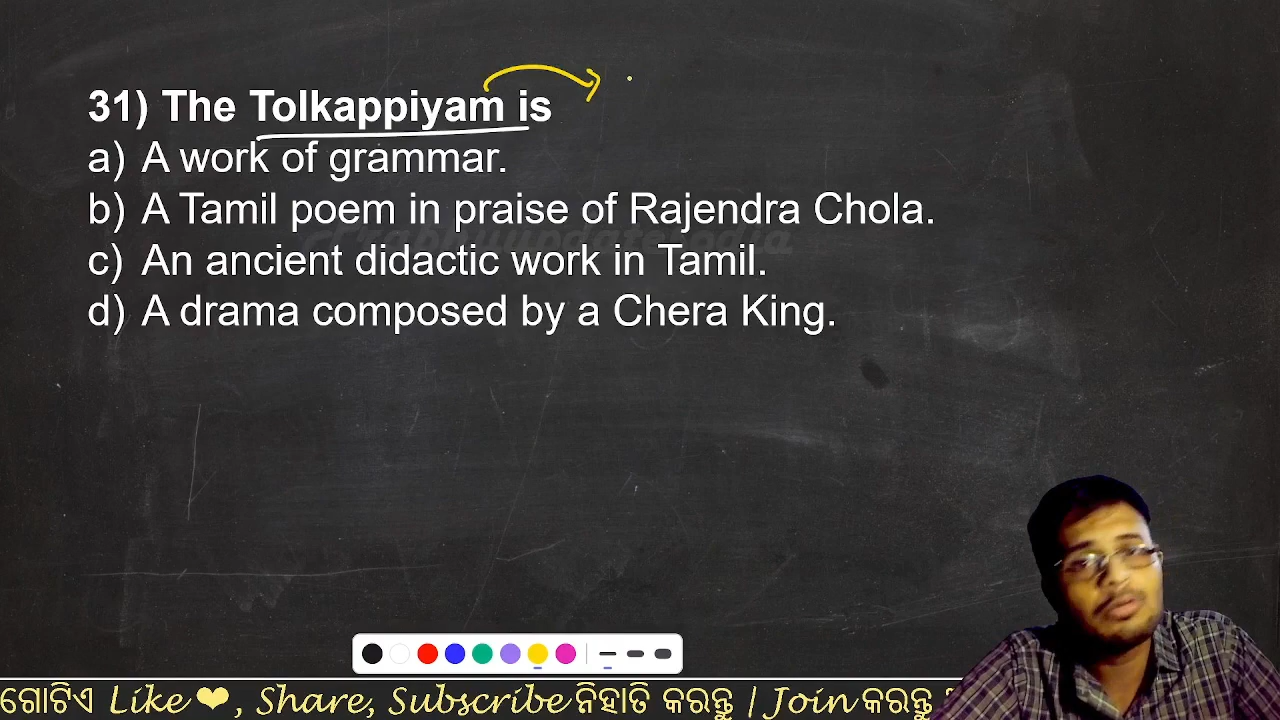 31) The Tolkappiyam is
a) A work of grammar.
b) A Tamil poem in praise of Rajendra Chola.
c) An ancient didactic work in Tamil.
d) A drama composed by a Chera King.
ଗୋଟିଏ Like ❤, Share, Subscribe ନିହାତି କରନ୍ତୁ | Join କରନ୍ତୁ